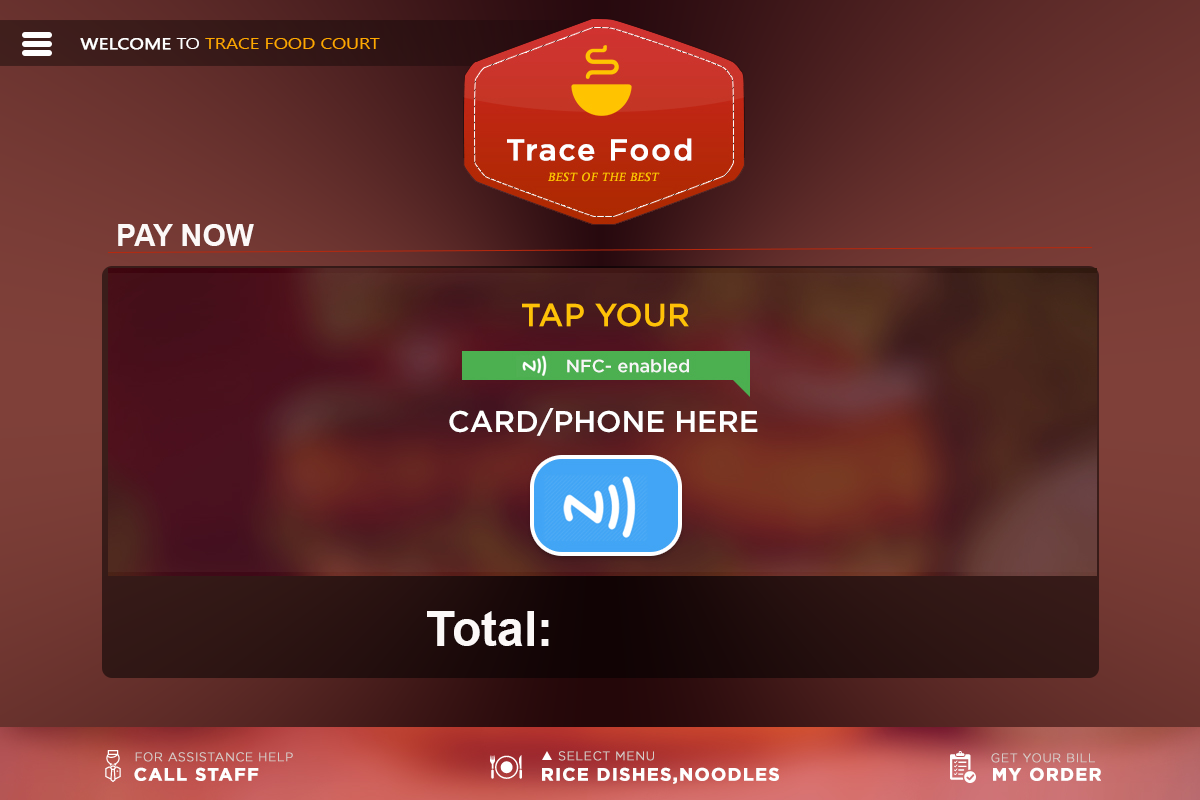 WELCOME TO TRACE FOOD COURT
Trace Food
BEST OF THE BEST
PAY NOW
TAP YOUR
NFC- enabled
CARD/PHONE HERE
Total:
FOR ASSISTANCE HELP
CALL STAFF
SELECT MENU
RICE DISHES,NOODLES
GET YOUR BILL
MY ORDER